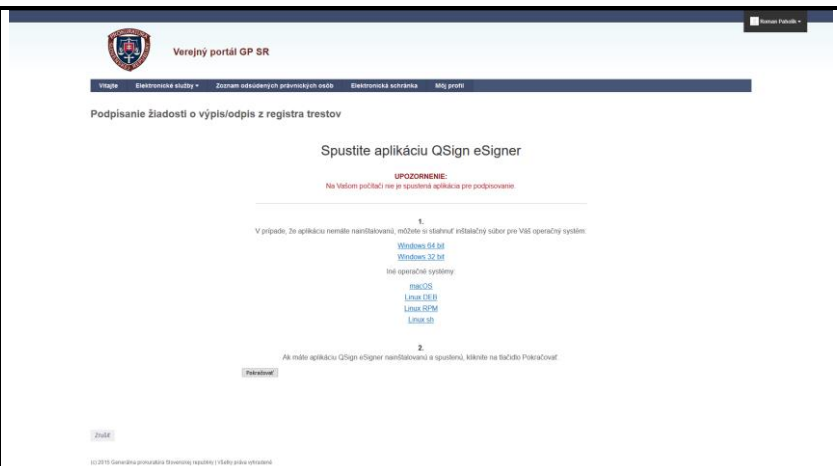 Roman Patolik
Verejný portál GP SR
Vitajte Elektronické služby Zoznam odsúdených právnických osôb Elektronická schránka Môj profil
Podpísanie žiadosti o výpis/odpis z registra trestov
Spustite aplikáciu QSign eSigner
UPOZORNENIE:
Na Vašom počítači nie je spustená aplikácia pre podpisovanie
1.
V prípade, že aplikáciu nemáte nainštalovanú, môžete si stiahnuť inštalačný súbor pre Váš operačný systém:
Windows 64 bit
Windows 32 bit
Iné operačné systémy:
macOS
Linux DEB
Linux RPM
Linux sh
2.
Ak máte aplikáciu QSign eSigner nainštalovanú a spustenú, kliknite na tlačidlo Pokračovať.
Pokračovať
Zrušiť
(c) 2015 Generálna prokuratúra Slovenskej republiky | Všetky práva vyhradené